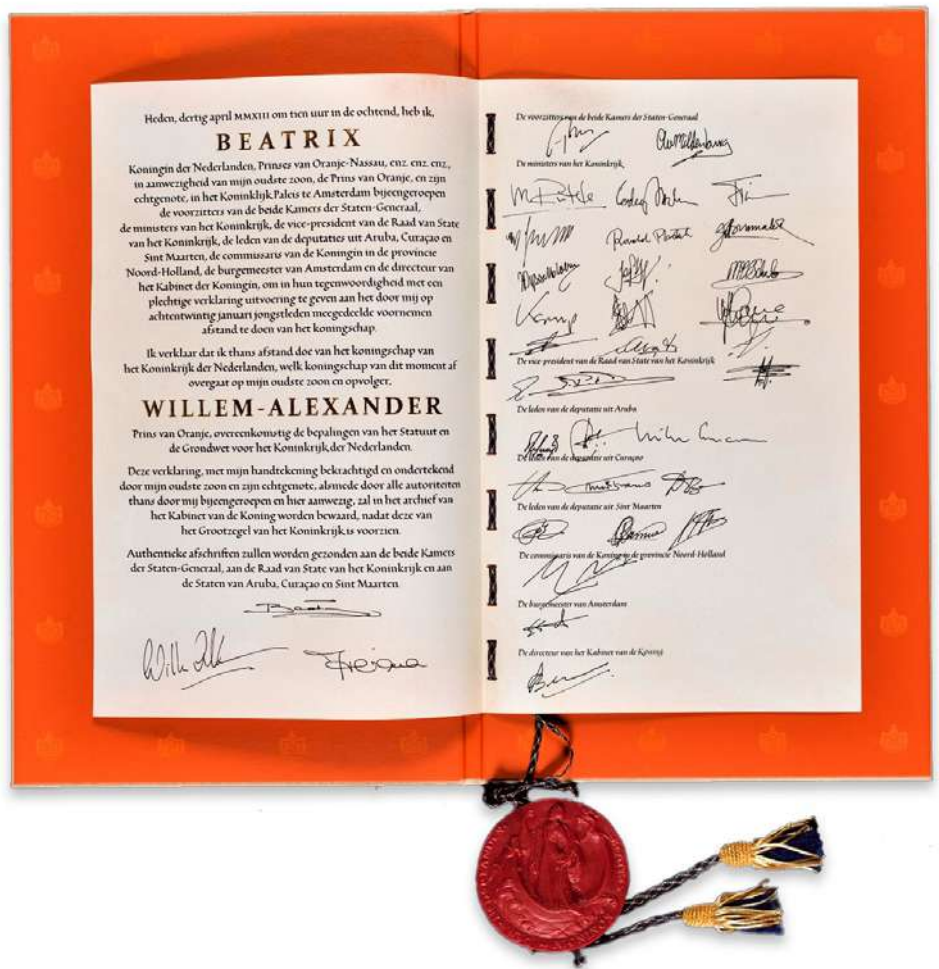 Heden, dertig april MMXIII om tien uur in de ochtend, heb ik,
BEATRIX
Koningin der Nederlanden, Prinses van Oranje-Nassau, enz. enz. enz.,
in aanwezigheid van mijn oudste zoon, de Prins van Oranje, en zijn
echtgenote, in het Koninklijk Paleis te Amsterdam bijeengeroepen
de voorzitters van de beide Kamers der Staten-Generaal,
de ministers van het Koninkrijk, de vice-president van de Raad van State
van het Koninkrijk, de leden van de deputaties uit Aruba, Curaçao en
Sint Maarten, de commissaris van de Koningin in de provincie
Noord-Holland, de burgemeester van Amsterdam en de directeur van
het Kabinet der Koningin, om in hun tegenwoordigheid met een
plechtige verklaring uitvoering te geven aan het door mij op
achtentwintig januari jongstleden meegedeelde voornemen
afstand te doen van het koningschap.
Ik verklaar dat ik thans afstand doe van het koningschap van
het Koninkrijk der Nederlanden, welk koningschap van dit moment af
overgaat op mijn oudste zoon en opvolger,
WILLEM-ALEXANDER
Prins van Oranje, overeenkomstig de bepalingen van het Statuut en
de Grondwet voor het Koninkrijk der Nederlanden.
Deze verklaring, met mijn handtekening bekrachtigd en ondertekend
door mijn oudste zoon en zijn echtgenote, alsmede door alle autoriteiten
thans door mij bijeengeroepen en hier aanwezig, zal in het archief van
het Kabinet van de Koning worden bewaard, nadat deze van
het Grootzegel van het Koninkrijk is voorzien.
Authentieke afschriften zullen worden gezonden aan de beide Kamers
der Staten-Generaal, aan de Raad van State van het Koninkrijk en aan
de Staten van Aruba, Curaçao en Sint Maarten.
De voorzitters van de beide Kamers der Staten-Generaal
De ministers van het Koninkrijk,
De vice-president van de Raad van State van het Koninkrijk
De leden van de deputatie uit Aruba
De leden van de deputatie uit Curaçao
De leden van de deputatie uit Sint Maarten
De commissaris van de Koning in de provincie Noord-Holland
De burgemeester van Amsterdam
De directeur van het Kabinet van de Koning